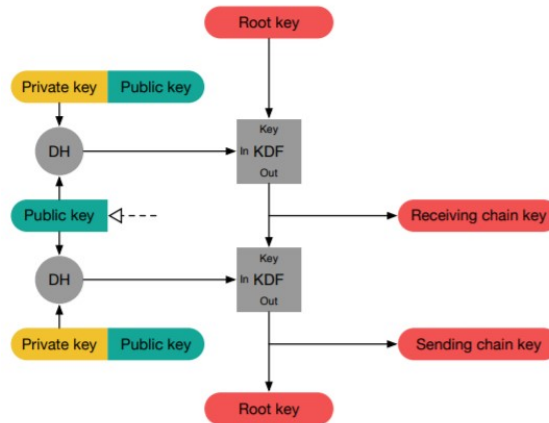 Root key
Private key Public key
Key
DH In KDF
Out
Public key Receiving chain key
Key
DH In KDF
Out
Private key Public key Sending chain key
Root key